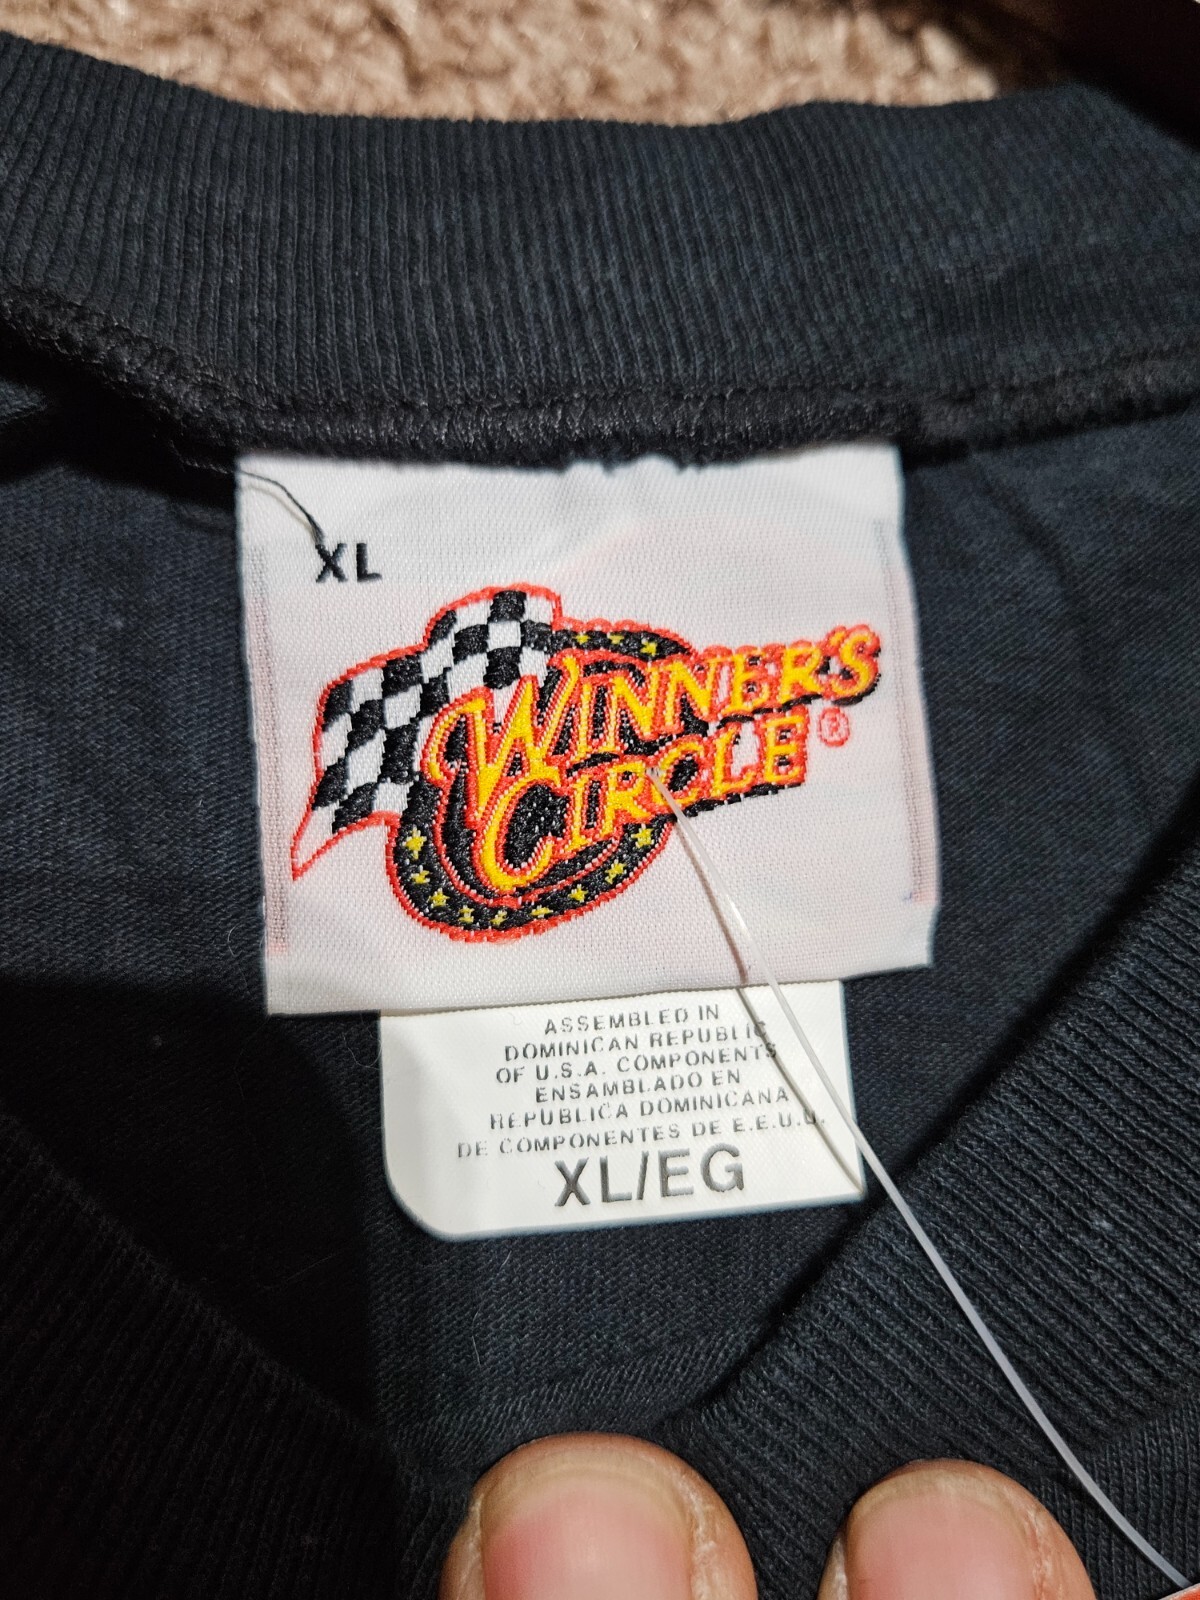 XL
WINNER'S
CIRCLE®
ASSEMBLED IN
DOMINICAN REPUBLIC
OF U.S.A. COMPONENTS
ENSAMBLADO EN
REPUBLICA DOMINICANA
DE COMPONENTES DE E.E.U.U.
XL/EG